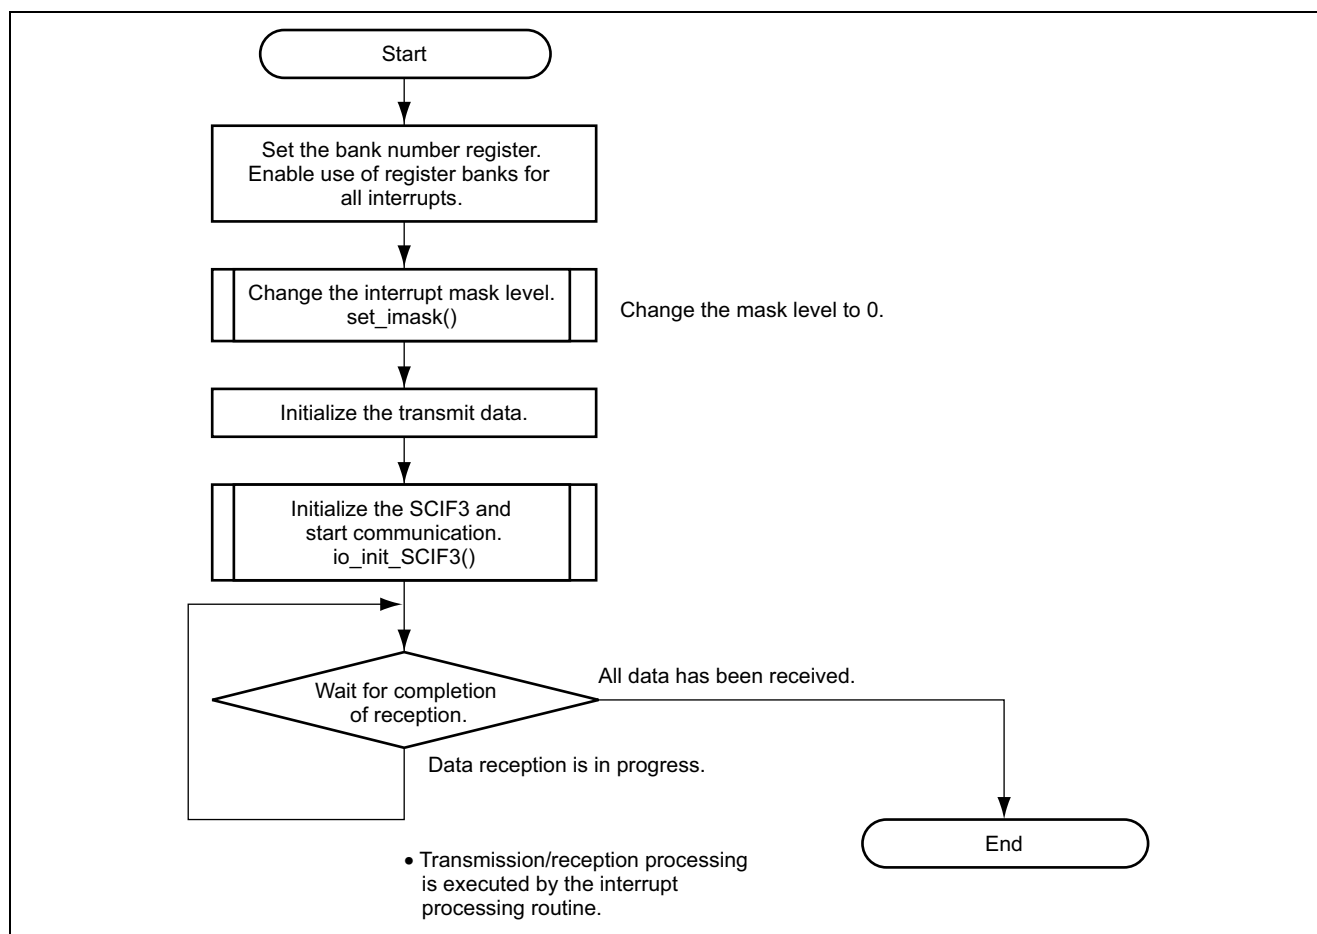 Start
Set the bank number register.
Enable use of register banks for
all interrupts.
Change the interrupt mask level.
set_imask()
Change the mask level to 0.
Initialize the transmit data.
Initialize the SCIF3 and
start communication.
io_init_SCIF3()
Wait for completion
of reception.
All data has been received.
Data reception is in progress.
End
• Transmission/reception processing
is executed by the interrupt
processing routine.